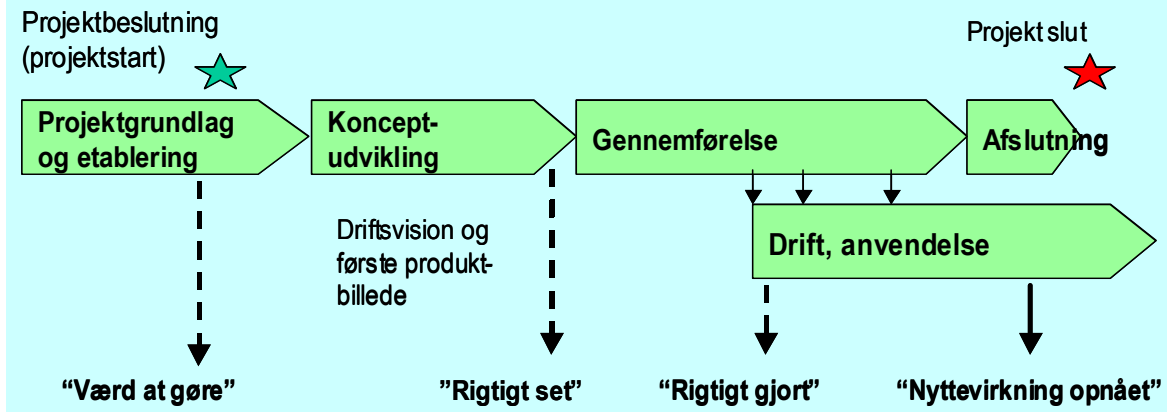 Projektbeslutning
(projektstart)
Projekt slut
Projektgrundlag
og etablering
Koncept-
udvikling
Gennemførelse
Afslutning
Driftsvision og
første produkt-
billede
Drift, anvendelse
“Værd at gøre”
”Rigtigt set”
“Rigtigt gjort”
“Nyttevirkning opnået”